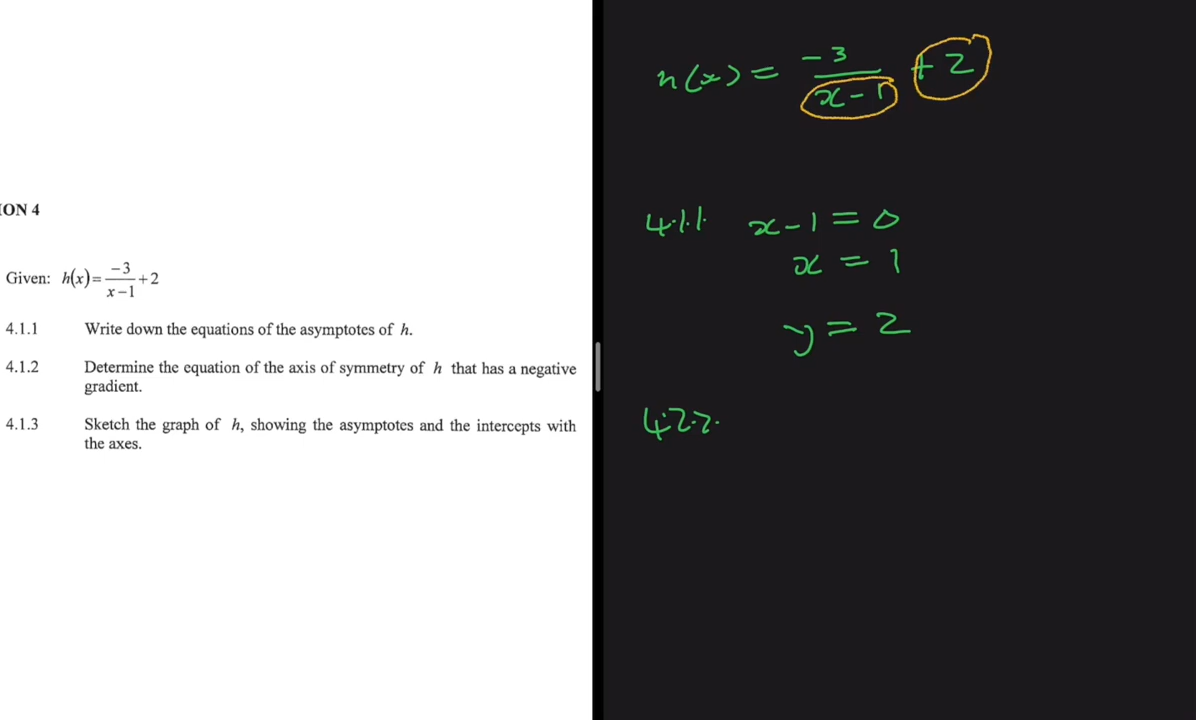 ION 4
Given: h(x)=\frac{-3}{x-1}+2
4.1.1 Write down the equations of the asymptotes of h.
4.1.2 Determine the equation of the axis of symmetry of h that has a negative
gradient.
4.1.3 Sketch the graph of h, showing the asymptotes and the intercepts with
the axes.
h(x) = \frac{-3}{x-1} + 2
4.1.1. x-1 = 0
x = 1
y = 2
4.2.2.